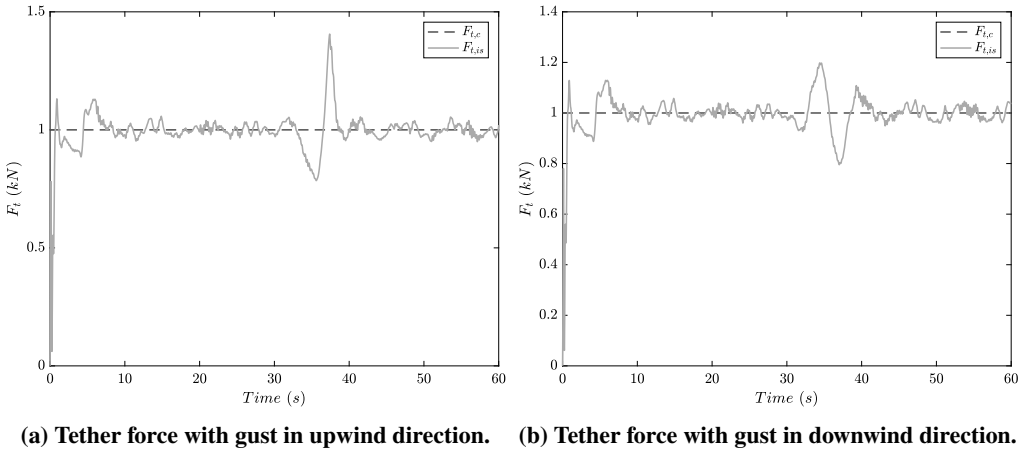 1.5
1
0.5
0
0 10 20 30 40 50 60
F_t (kN)
Time (s)
F_{t,c}
F_{t,is}
(a) Tether force with gust in upwind direction.
1.4
1.2
1
0.8
0.6
0.4
0.2
0
0 10 20 30 40 50 60
F_t (kN)
Time (s)
F_{t,c}
F_{t,is}
(b) Tether force with gust in downwind direction.